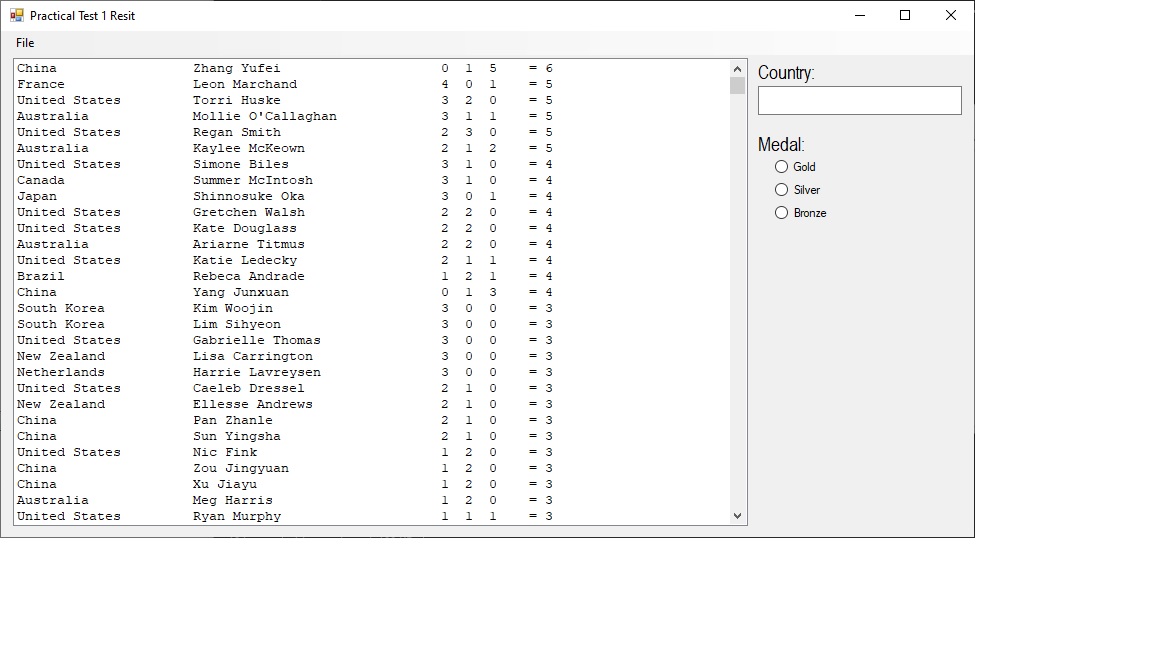 Practical Test 1 Resit
File
China Zhang Yufei 0 1 5 = 6
France Leon Marchand 4 0 1 = 5
United States Torri Huske 3 2 0 = 5
Australia Mollie O'Callaghan 3 1 1 = 5
United States Regan Smith 2 3 0 = 5
Australia Kaylee McKeown 2 1 2 = 5
United States Simone Biles 3 1 0 = 4
Canada Summer McIntosh 3 1 0 = 4
Japan Shinnosuke Oka 3 0 1 = 4
United States Gretchen Walsh 2 2 0 = 4
United States Kate Douglass 2 2 0 = 4
Australia Ariarne Titmus 2 2 0 = 4
United States Katie Ledecky 2 1 1 = 4
Brazil Rebeca Andrade 1 2 1 = 4
China Yang Junxuan 0 1 3 = 4
South Korea Kim Woojin 3 0 0 = 3
South Korea Lim Sihyeon 3 0 0 = 3
United States Gabrielle Thomas 3 0 0 = 3
New Zealand Lisa Carrington 3 0 0 = 3
Netherlands Harrie Lavreysen 3 0 0 = 3
United States Caeleb Dressel 2 1 0 = 3
New Zealand Ellesse Andrews 2 1 0 = 3
China Pan Zhanle 2 1 0 = 3
China Sun Yingsha 2 1 0 = 3
United States Nic Fink 1 2 0 = 3
China Zou Jingyuan 1 2 0 = 3
China Xu Jiayu 1 2 0 = 3
Australia Meg Harris 1 2 0 = 3
United States Ryan Murphy 1 1 1 = 3
Country:
Medal:
Gold
Silver
Bronze